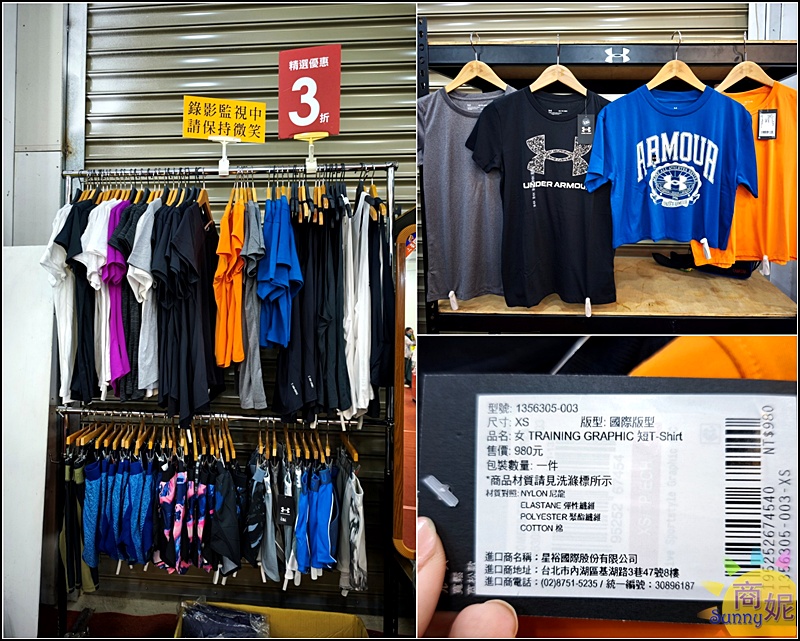 精選優惠
3折
錄影監視中
請保持微笑
UNDER ARMOUR
ARMOUR
型號: 1356305-003
尺寸: XS 版型: 國際版型
品名: 女 TRAINING GRAPHIC 短T-Shirt
售價: 980元
包裝數量: 一件
*商品材質請見洗滌標所示
材質對照: NYLON 尼龍
ELASTANE 彈性纖維
POLYESTER 聚酯纖維
COTTON 棉
進口商名稱: 星裕國際股份有限公司
進口商地址: 台北市內湖區基湖路3巷47號8樓
進口商電話: (02)8751-5235 / 統一編號: 30896187
NT$980
195252674540
1356305-003-XS
商妮
Sunny